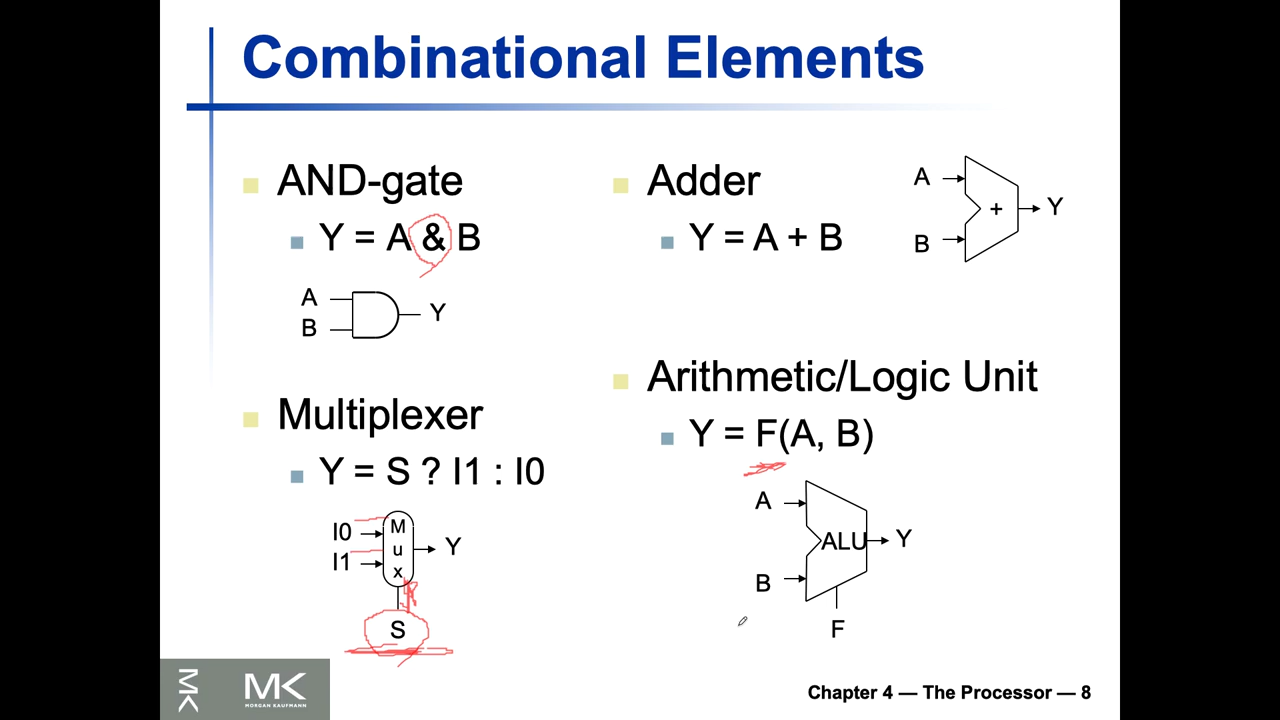 Combinational Elements
AND-gate
Y = A & B
A
B
Y
Multiplexer
Y = S ? I1 : I0
I0
I1
M
u
x
Y
S
Adder
Y = A + B
A
B
+
Y
Arithmetic/Logic Unit
Y = F(A, B)
A
B
ALU
Y
F
MK
MK
MORGAN KAUFMANN
Chapter 4 — The Processor — 8